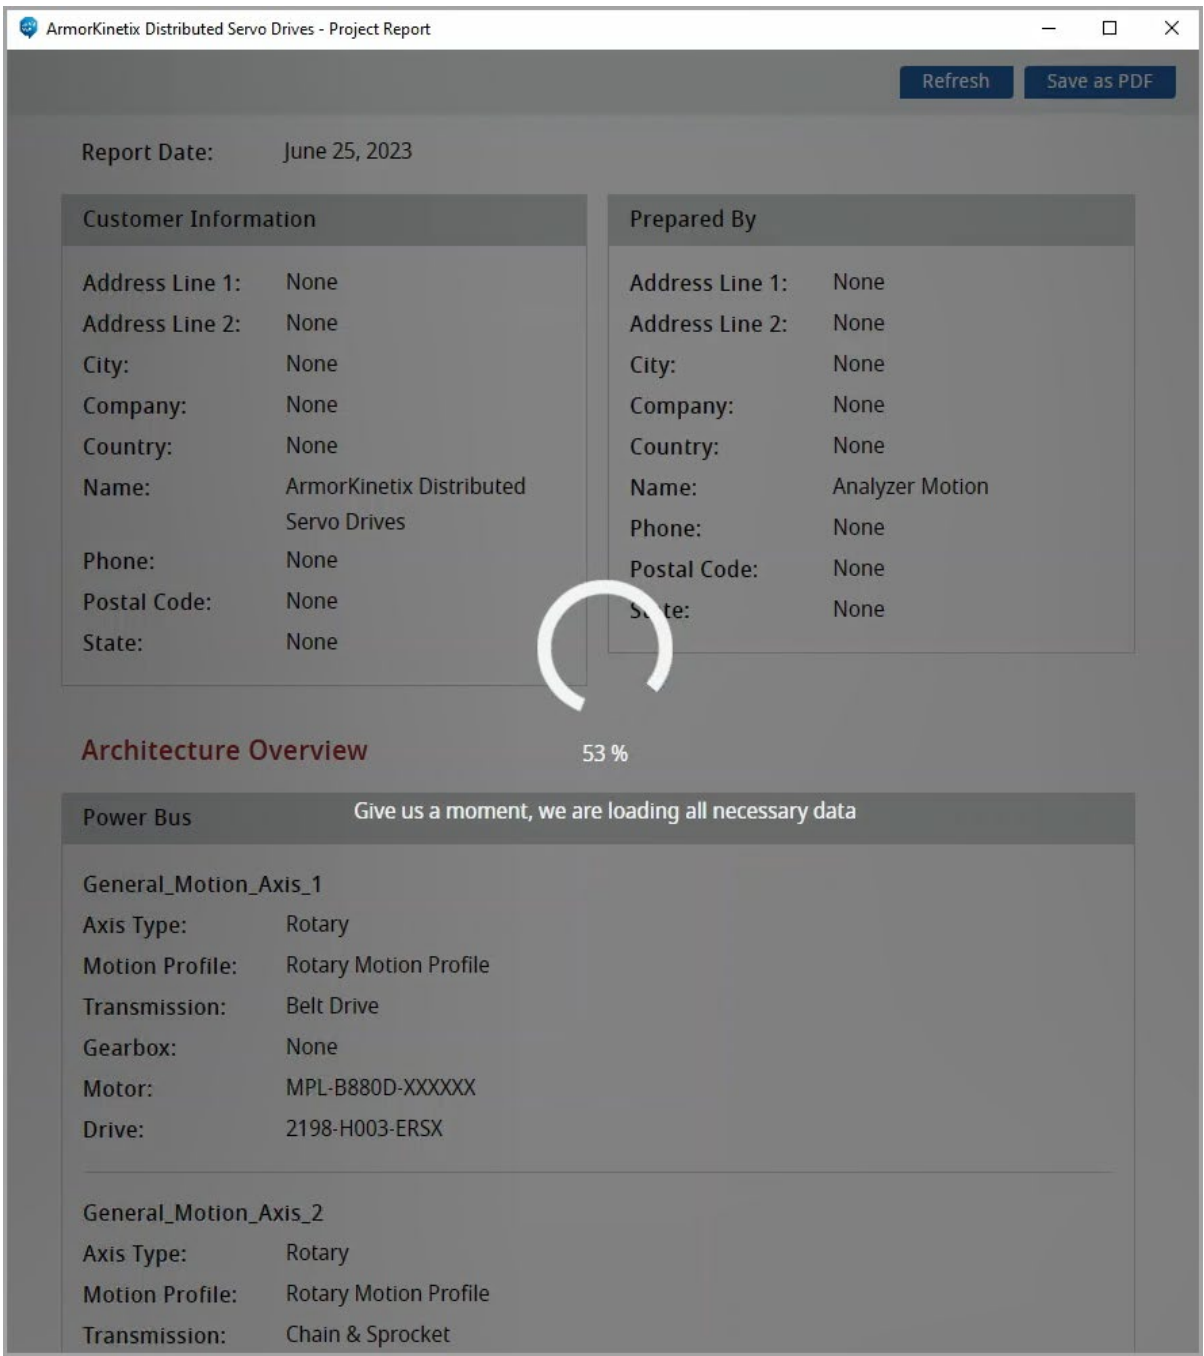 ArmorKinetix Distributed Servo Drives - Project Report
Refresh
Save as PDF
Report Date: June 25, 2023
Customer Information
Address Line 1: None
Address Line 2: None
City: None
Company: None
Country: None
Name: ArmorKinetix Distributed
Servo Drives
Phone: None
Postal Code: None
State: None
Prepared By
Address Line 1: None
Address Line 2: None
City: None
Company: None
Country: None
Name: Analyzer Motion
Phone: None
Postal Code: None
State: None
53 %
Give us a moment, we are loading all necessary data
Architecture Overview
Power Bus
General_Motion_Axis_1
Axis Type: Rotary
Motion Profile: Rotary Motion Profile
Transmission: Belt Drive
Gearbox: None
Motor: MPL-B880D-XXXXXX
Drive: 2198-H003-ERSX
General_Motion_Axis_2
Axis Type: Rotary
Motion Profile: Rotary Motion Profile
Transmission: Chain & Sprocket